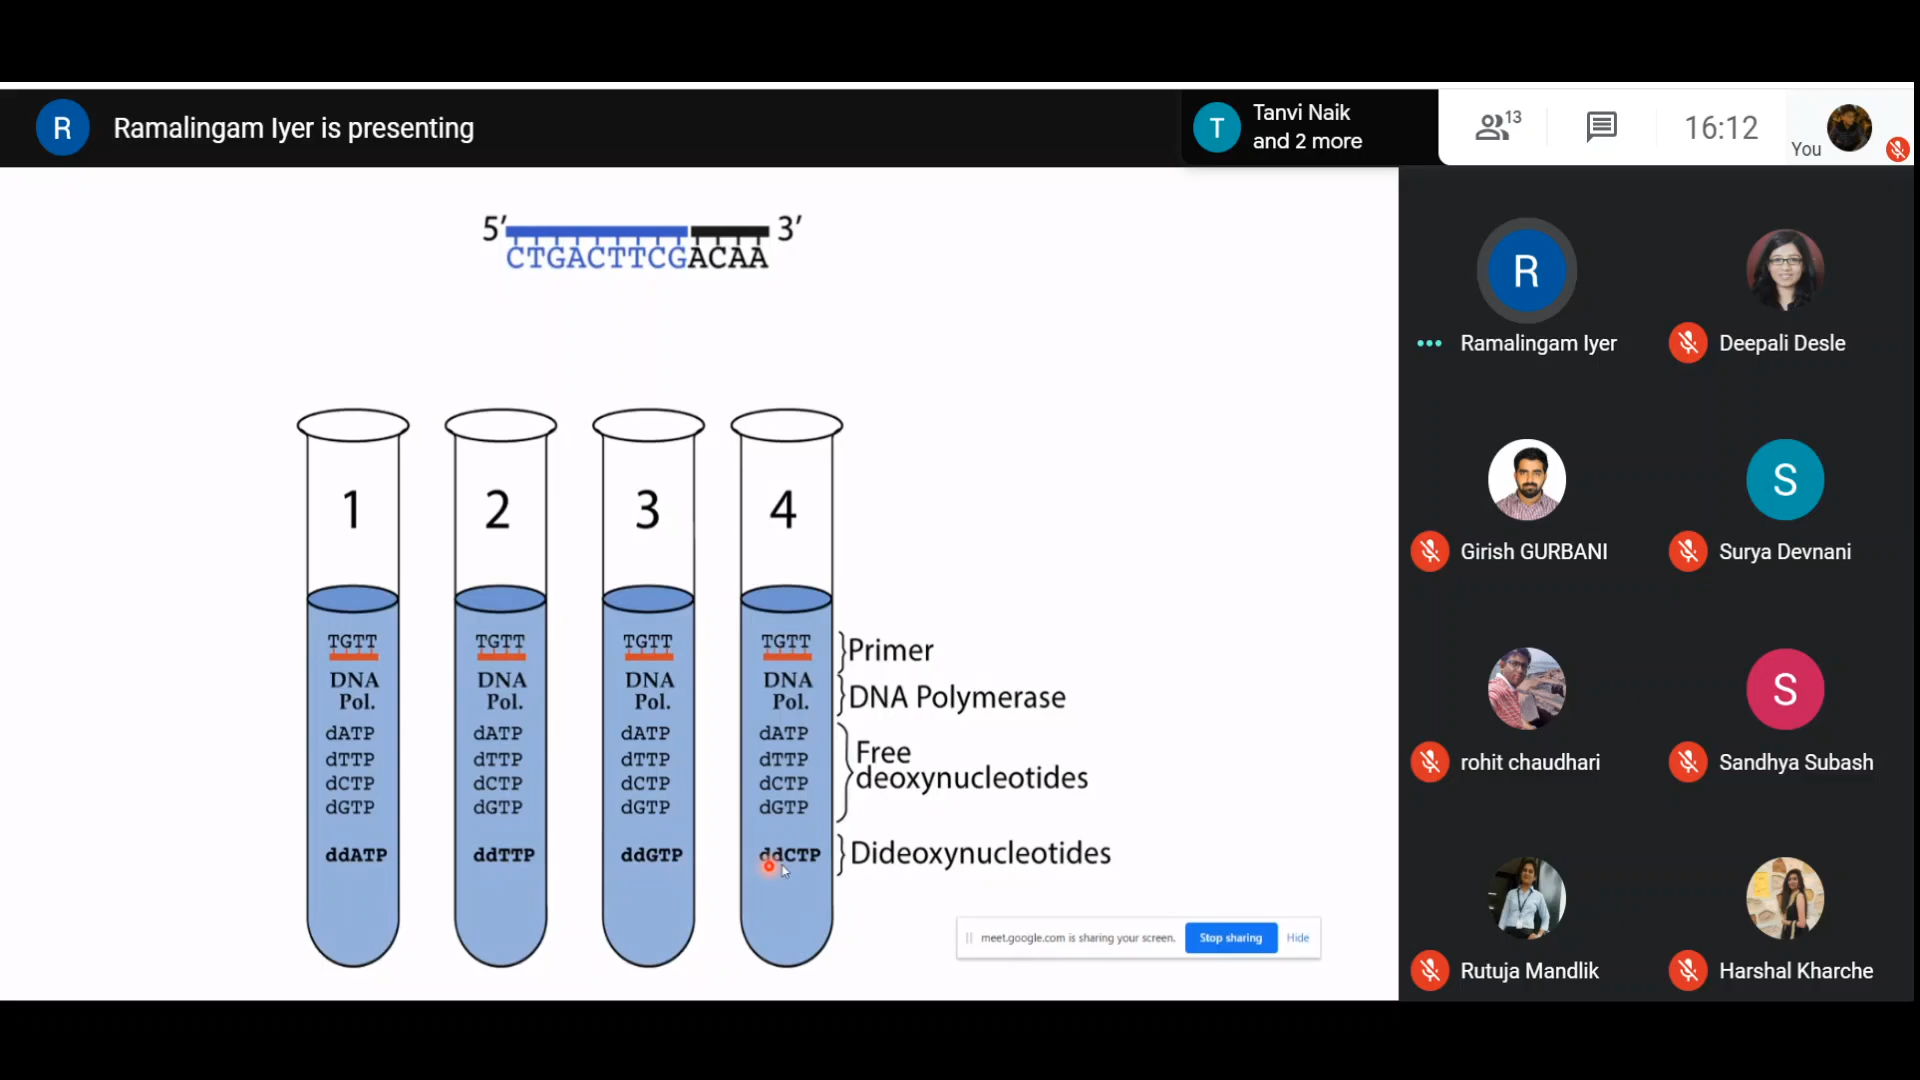 R Ramalingam Iyer is presenting
T Tanvi Naik
and 2 more
13
16:12
You
5′ 3′
CTGACTTCGACAA
1 2 3 4
TGTT TGTT TGTT TGTT Primer
DNA DNA DNA DNA DNA Polymerase
Pol. Pol. Pol. Pol.
dATP dATP dATP dATP Free
dTTP dTTP dTTP dTTP deoxynucleotides
dCTP dCTP dCTP dCTP
dGTP dGTP dGTP dGTP
ddATP ddTTP ddGTP ddCTP Dideoxynucleotides
meet.google.com is sharing your screen. Stop sharing Hide
R
Ramalingam Iyer Deepali Desle
S
Girish GURBANI Surya Devnani
S
rohit chaudhari Sandhya Subash
Rutuja Mandlik Harshal Kharche